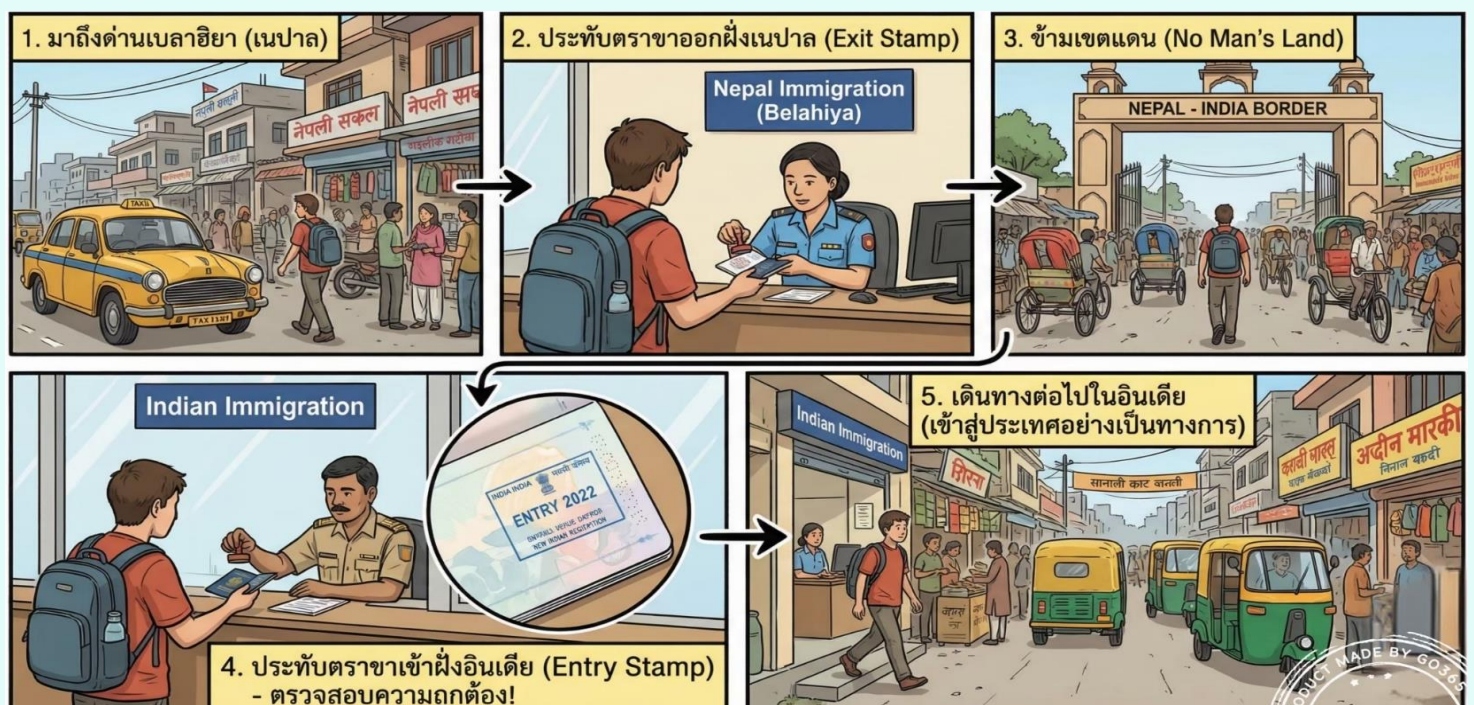 1. มาถึงด่านเบลาฮิยา (เนปาล)
नेपली सकल
नेपली
TAXI
2. ประทับตราขาออกฝั่งเนปาล (Exit Stamp)
Nepal Immigration
(Belahiya)
3. ข้ามเขตแดน (No Man's Land)
NEPAL - INDIA BORDER
Indian Immigration
INDIA INDIA
ENTRY 2022
4. ประทับตราขาเข้าฝั่งอินเดีย (Entry Stamp)
- ตรวจสอบความถูกต้อง!
5. เดินทางต่อไปในอินเดีย
(เข้าสู่ประเทศอย่างเป็นทางการ)
Indian Immigration
सानाली काट जनती
अदीन मारकी
MADE BY GO365